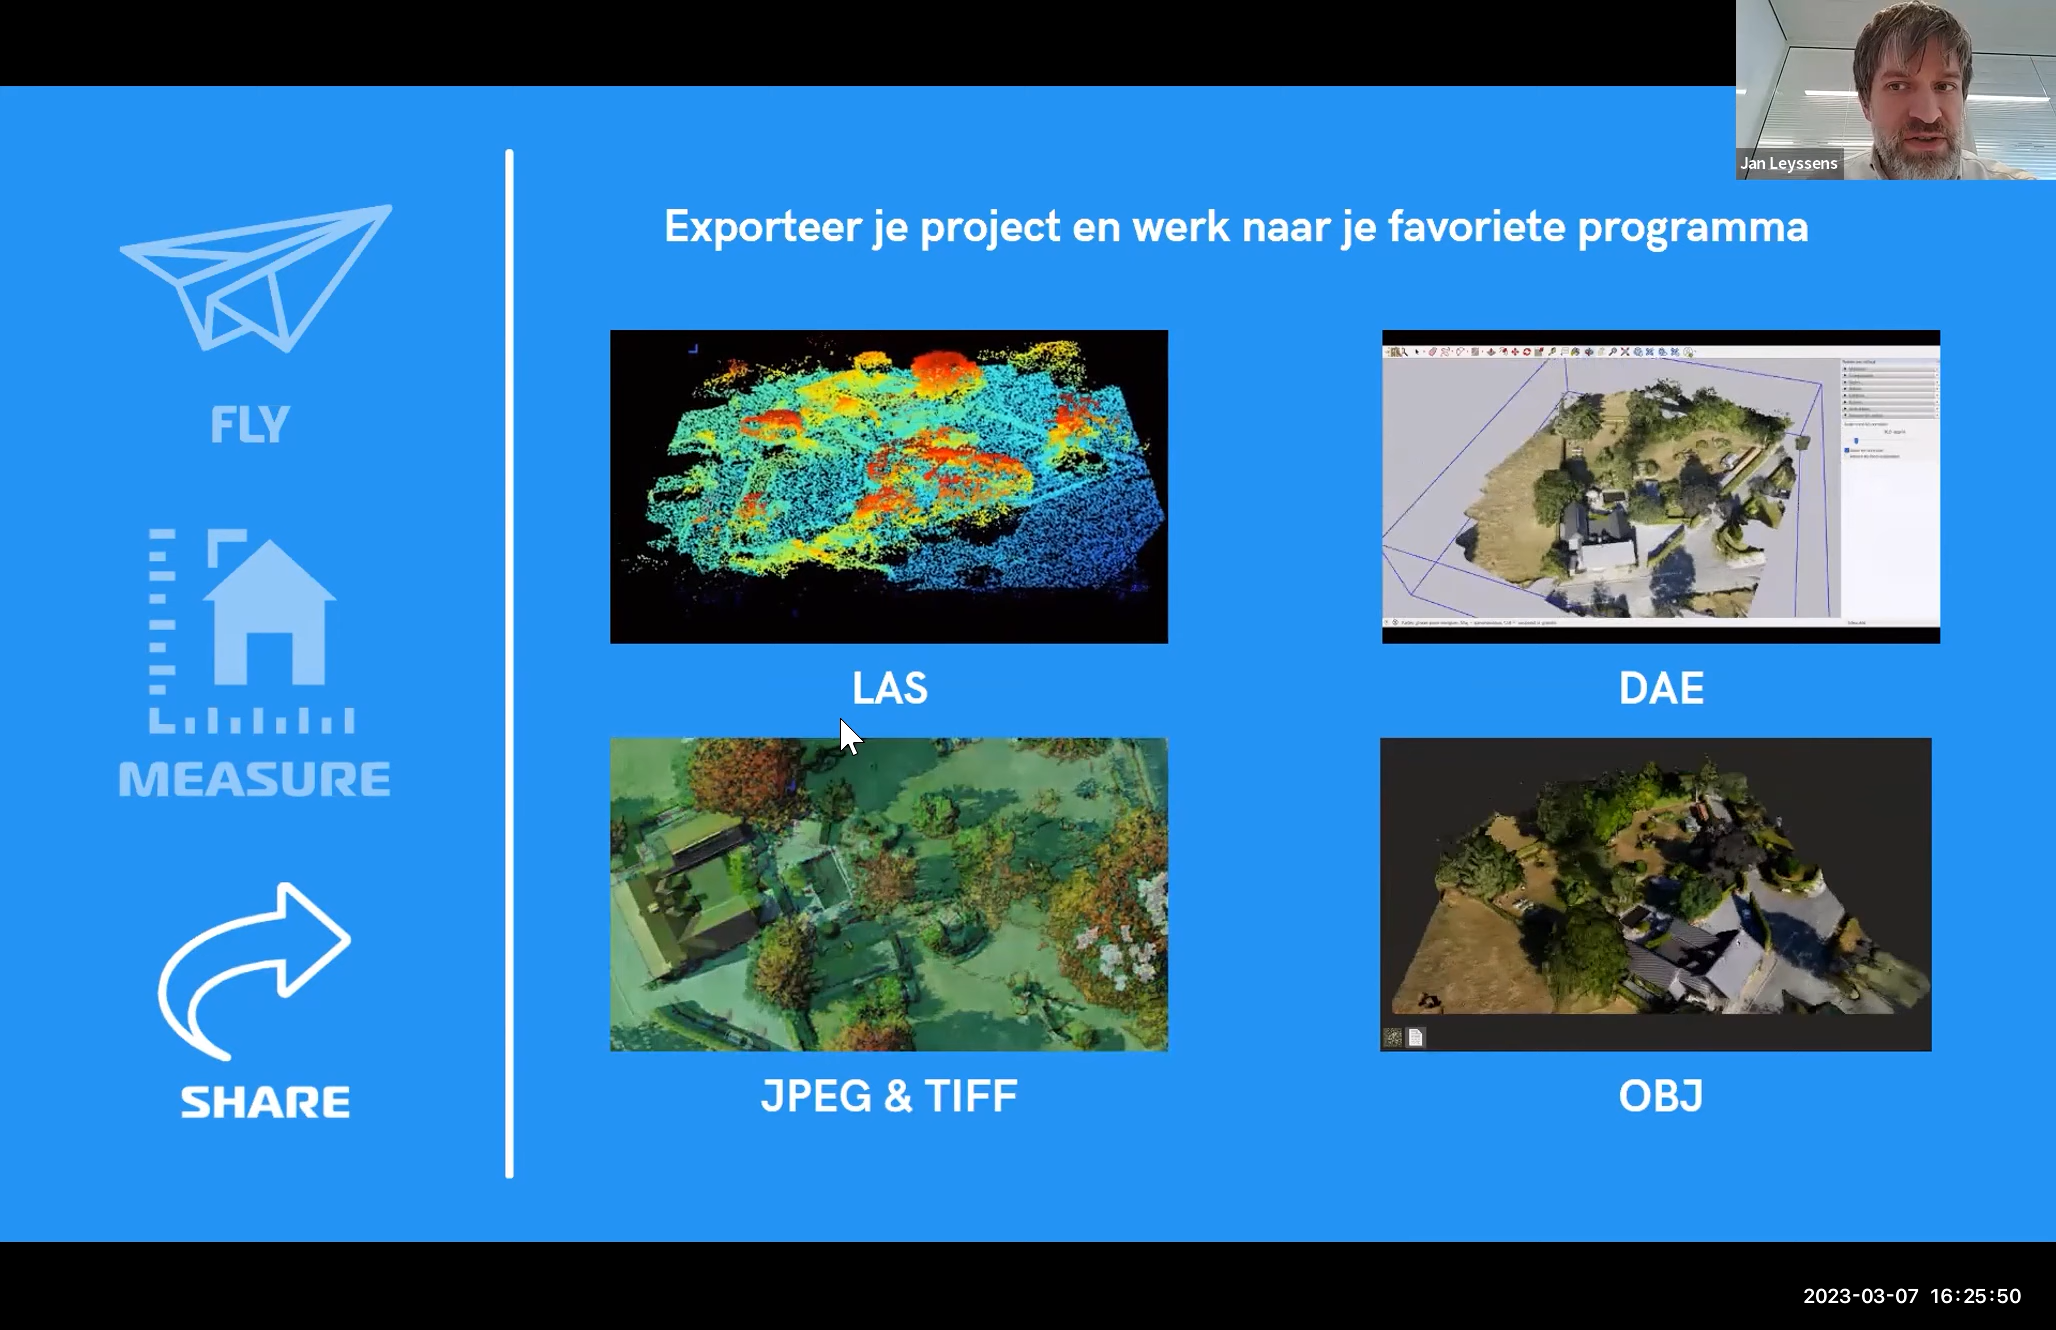 Jan Leyssens
Exporteer je project en werk naar je favoriete programma
FLY
MEASURE
SHARE
LAS
DAE
JPEG & TIFF
OBJ
2023-03-07 16:25:50